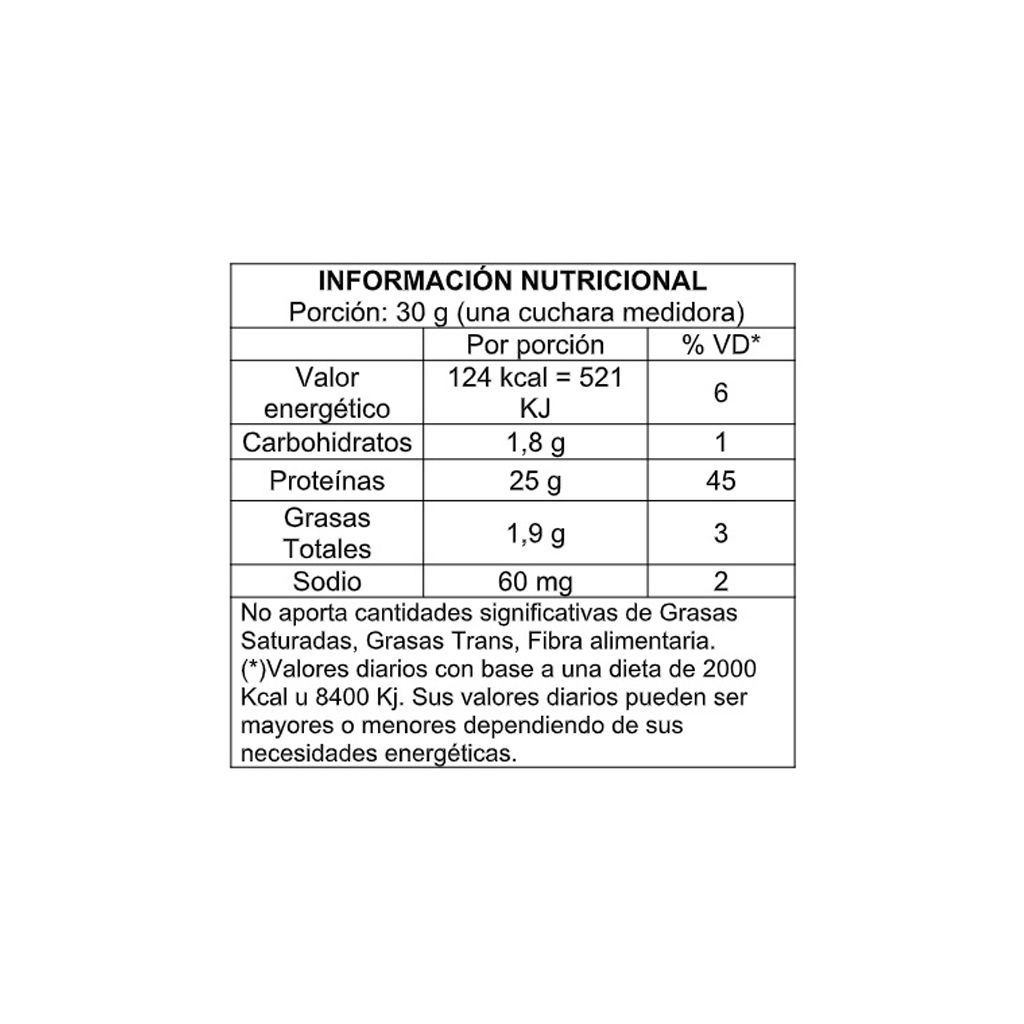 INFORMACIÓN NUTRICIONAL
Porción: 30 g (una cuchara medidora)
Por porción % VD*
Valor energético 124 kcal = 521 KJ 6
Carbohidratos 1,8 g 1
Proteínas 25 g 45
Grasas Totales 1,9 g 3
Sodio 60 mg 2
No aporta cantidades significativas de Grasas
Saturadas, Grasas Trans, Fibra alimentaria.
(*)Valores diarios con base a una dieta de 2000
Kcal u 8400 Kj. Sus valores diarios pueden ser
mayores o menores dependiendo de sus
necesidades energéticas.